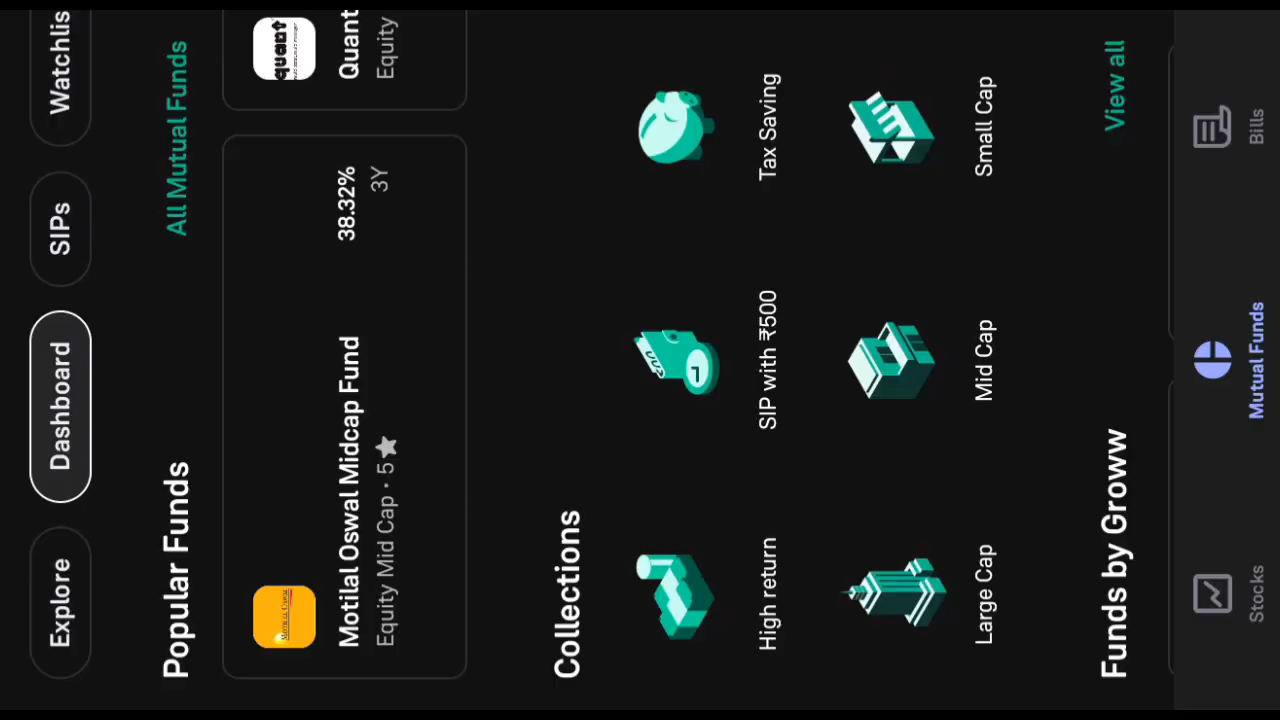 Explore
Dashboard
SIPs
Watchlis
Popular Funds
All Mutual Funds
quant
Motilal Oswal Midcap Fund
38.32%
Equity Mid Cap • 5
3Y
Quant
Equity
Collections
High return
SIP with ₹500
Tax Saving
Large Cap
Mid Cap
Small Cap
Funds by Groww
View all
Stocks
Mutual Funds
Bills